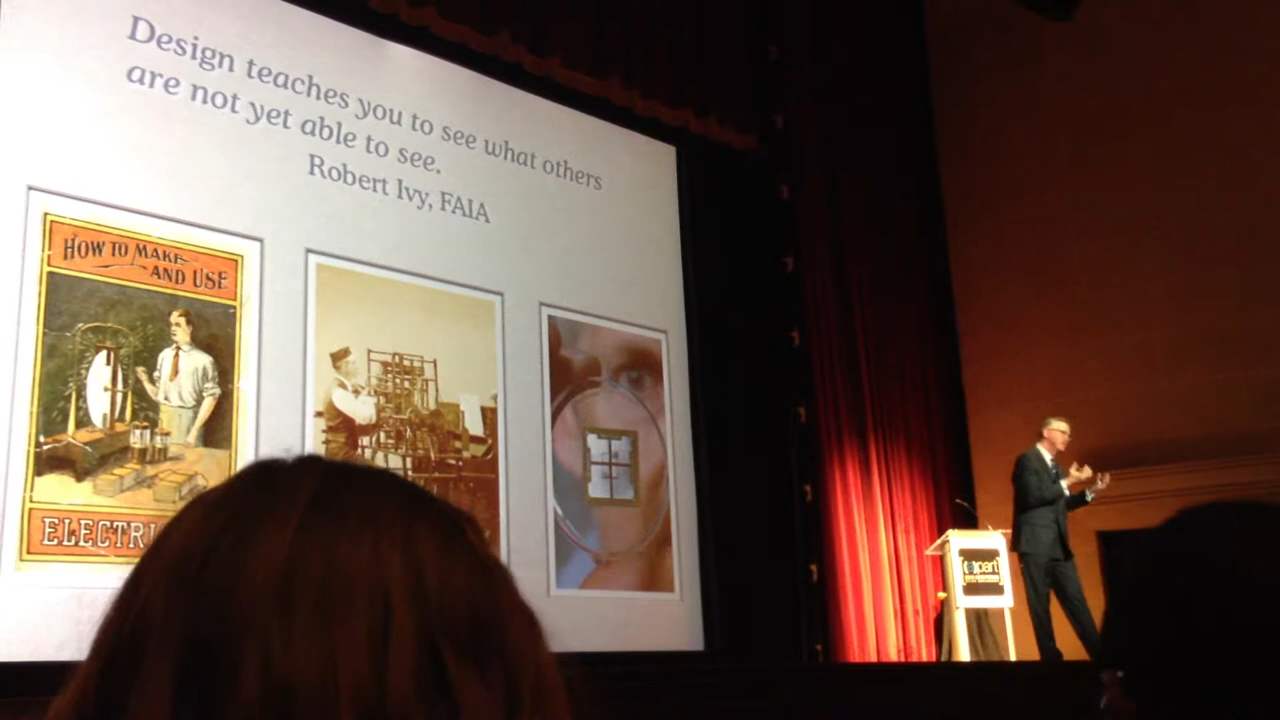 Design teaches you to see what others
are not yet able to see.
Robert Ivy, FAIA
HOW TO MAKE
AND USE
part